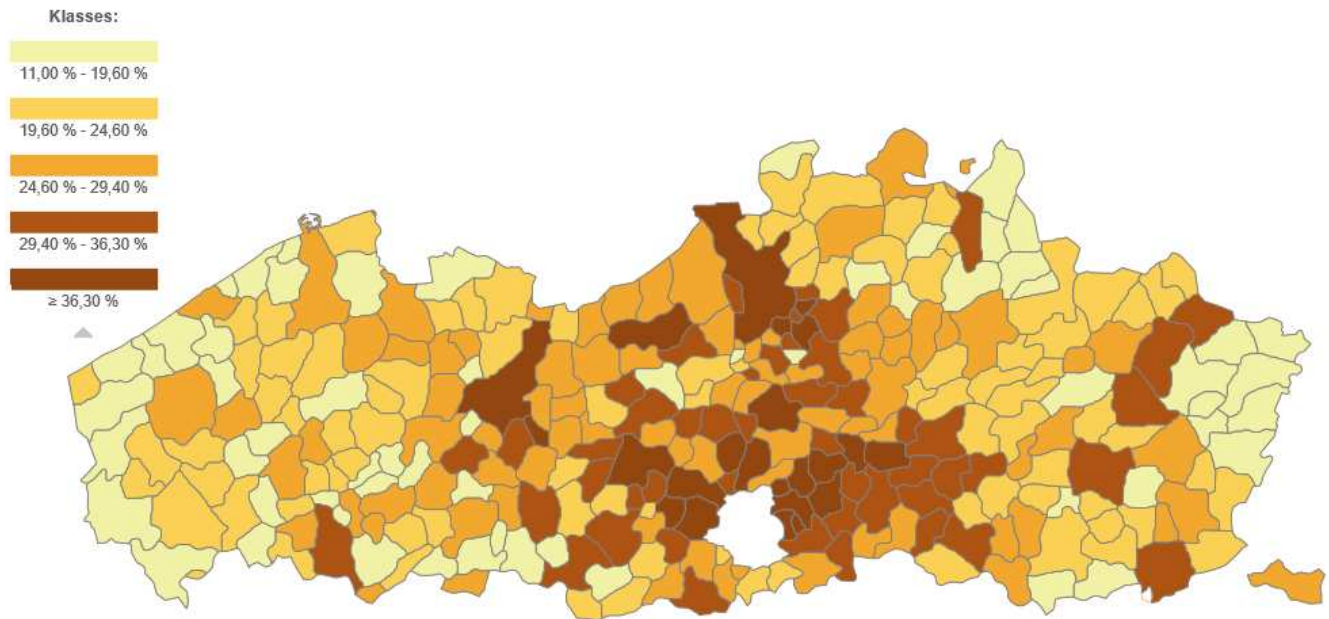 Klasses:
11,00 % - 19,60 %
19,60 % - 24,60 %
24,60 % - 29,40 %
29,40 % - 36,30 %
≥ 36,30 %